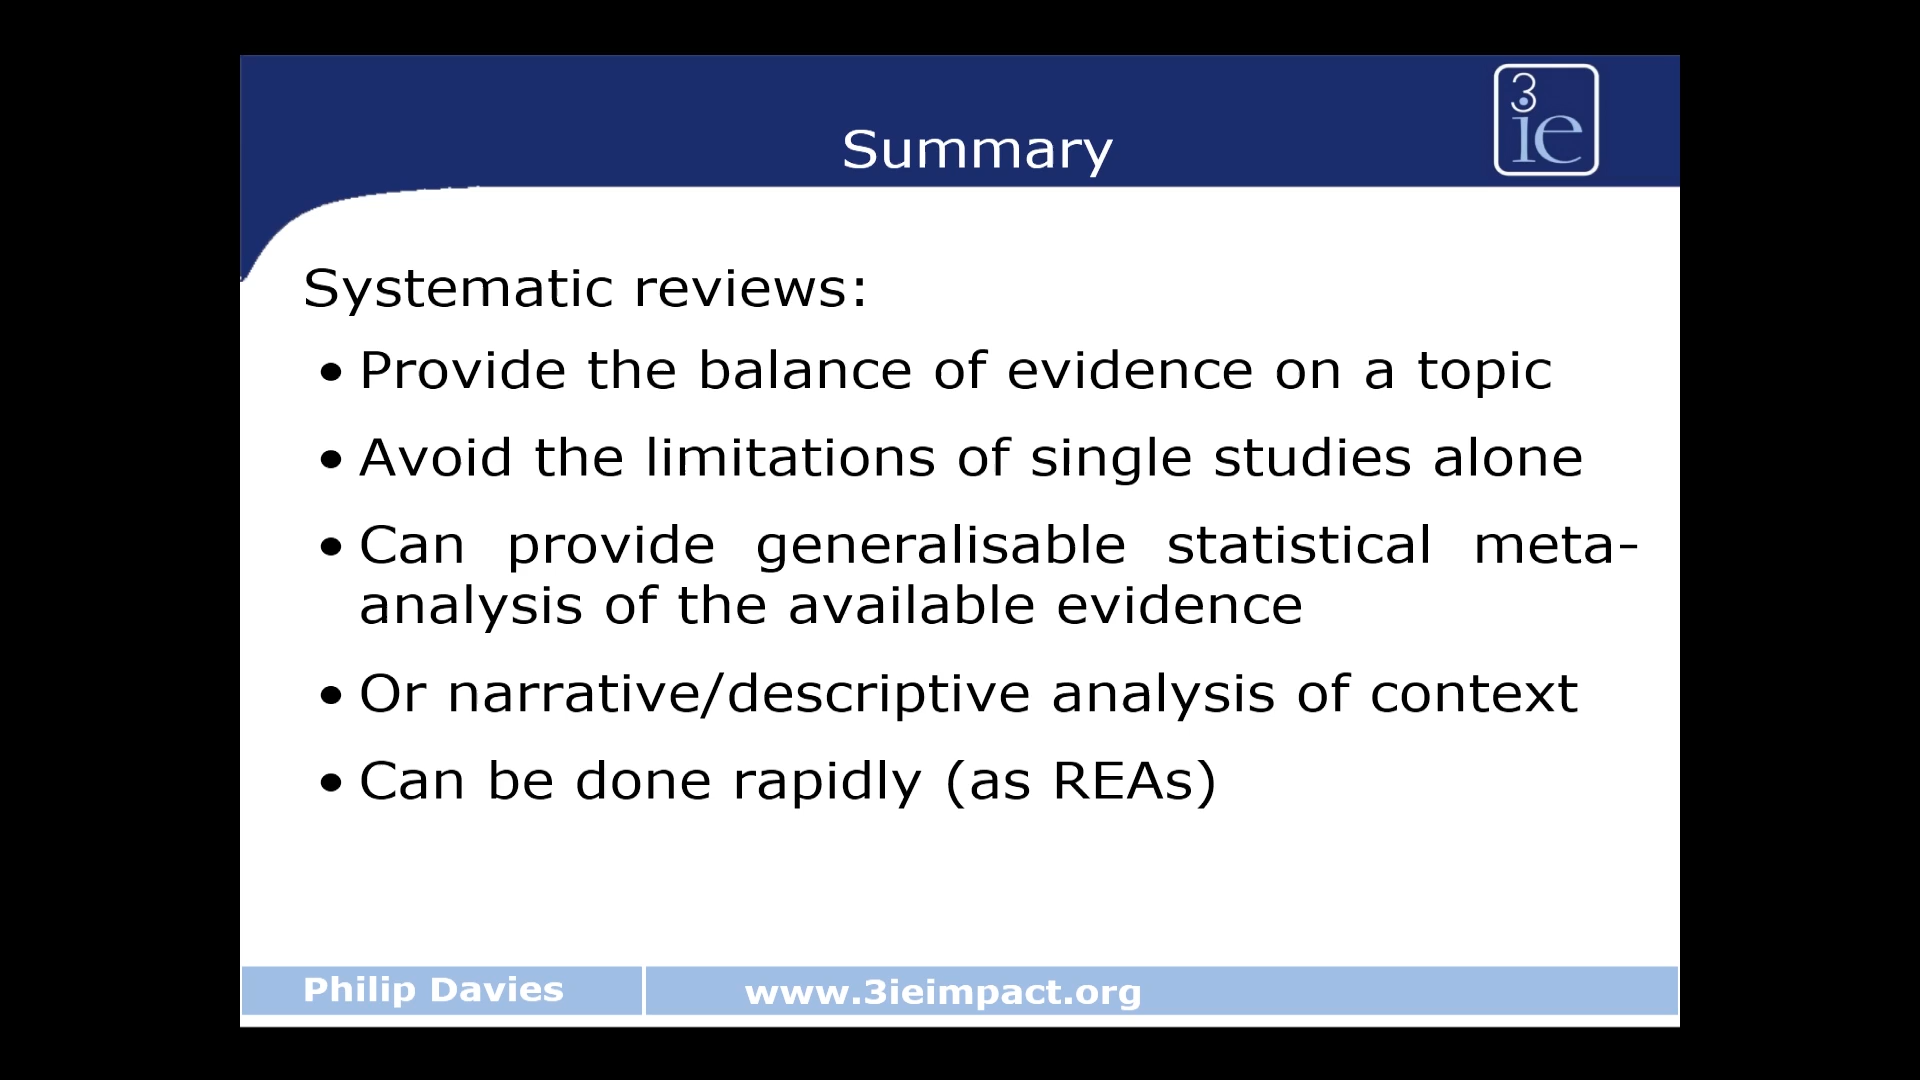 3
ie
Summary
Systematic reviews:
• Provide the balance of evidence on a topic
• Avoid the limitations of single studies alone
• Can provide generalisable statistical meta-
analysis of the available evidence
• Or narrative/descriptive analysis of context
• Can be done rapidly (as REAs)
Philip Davies
www.3ieimpact.org